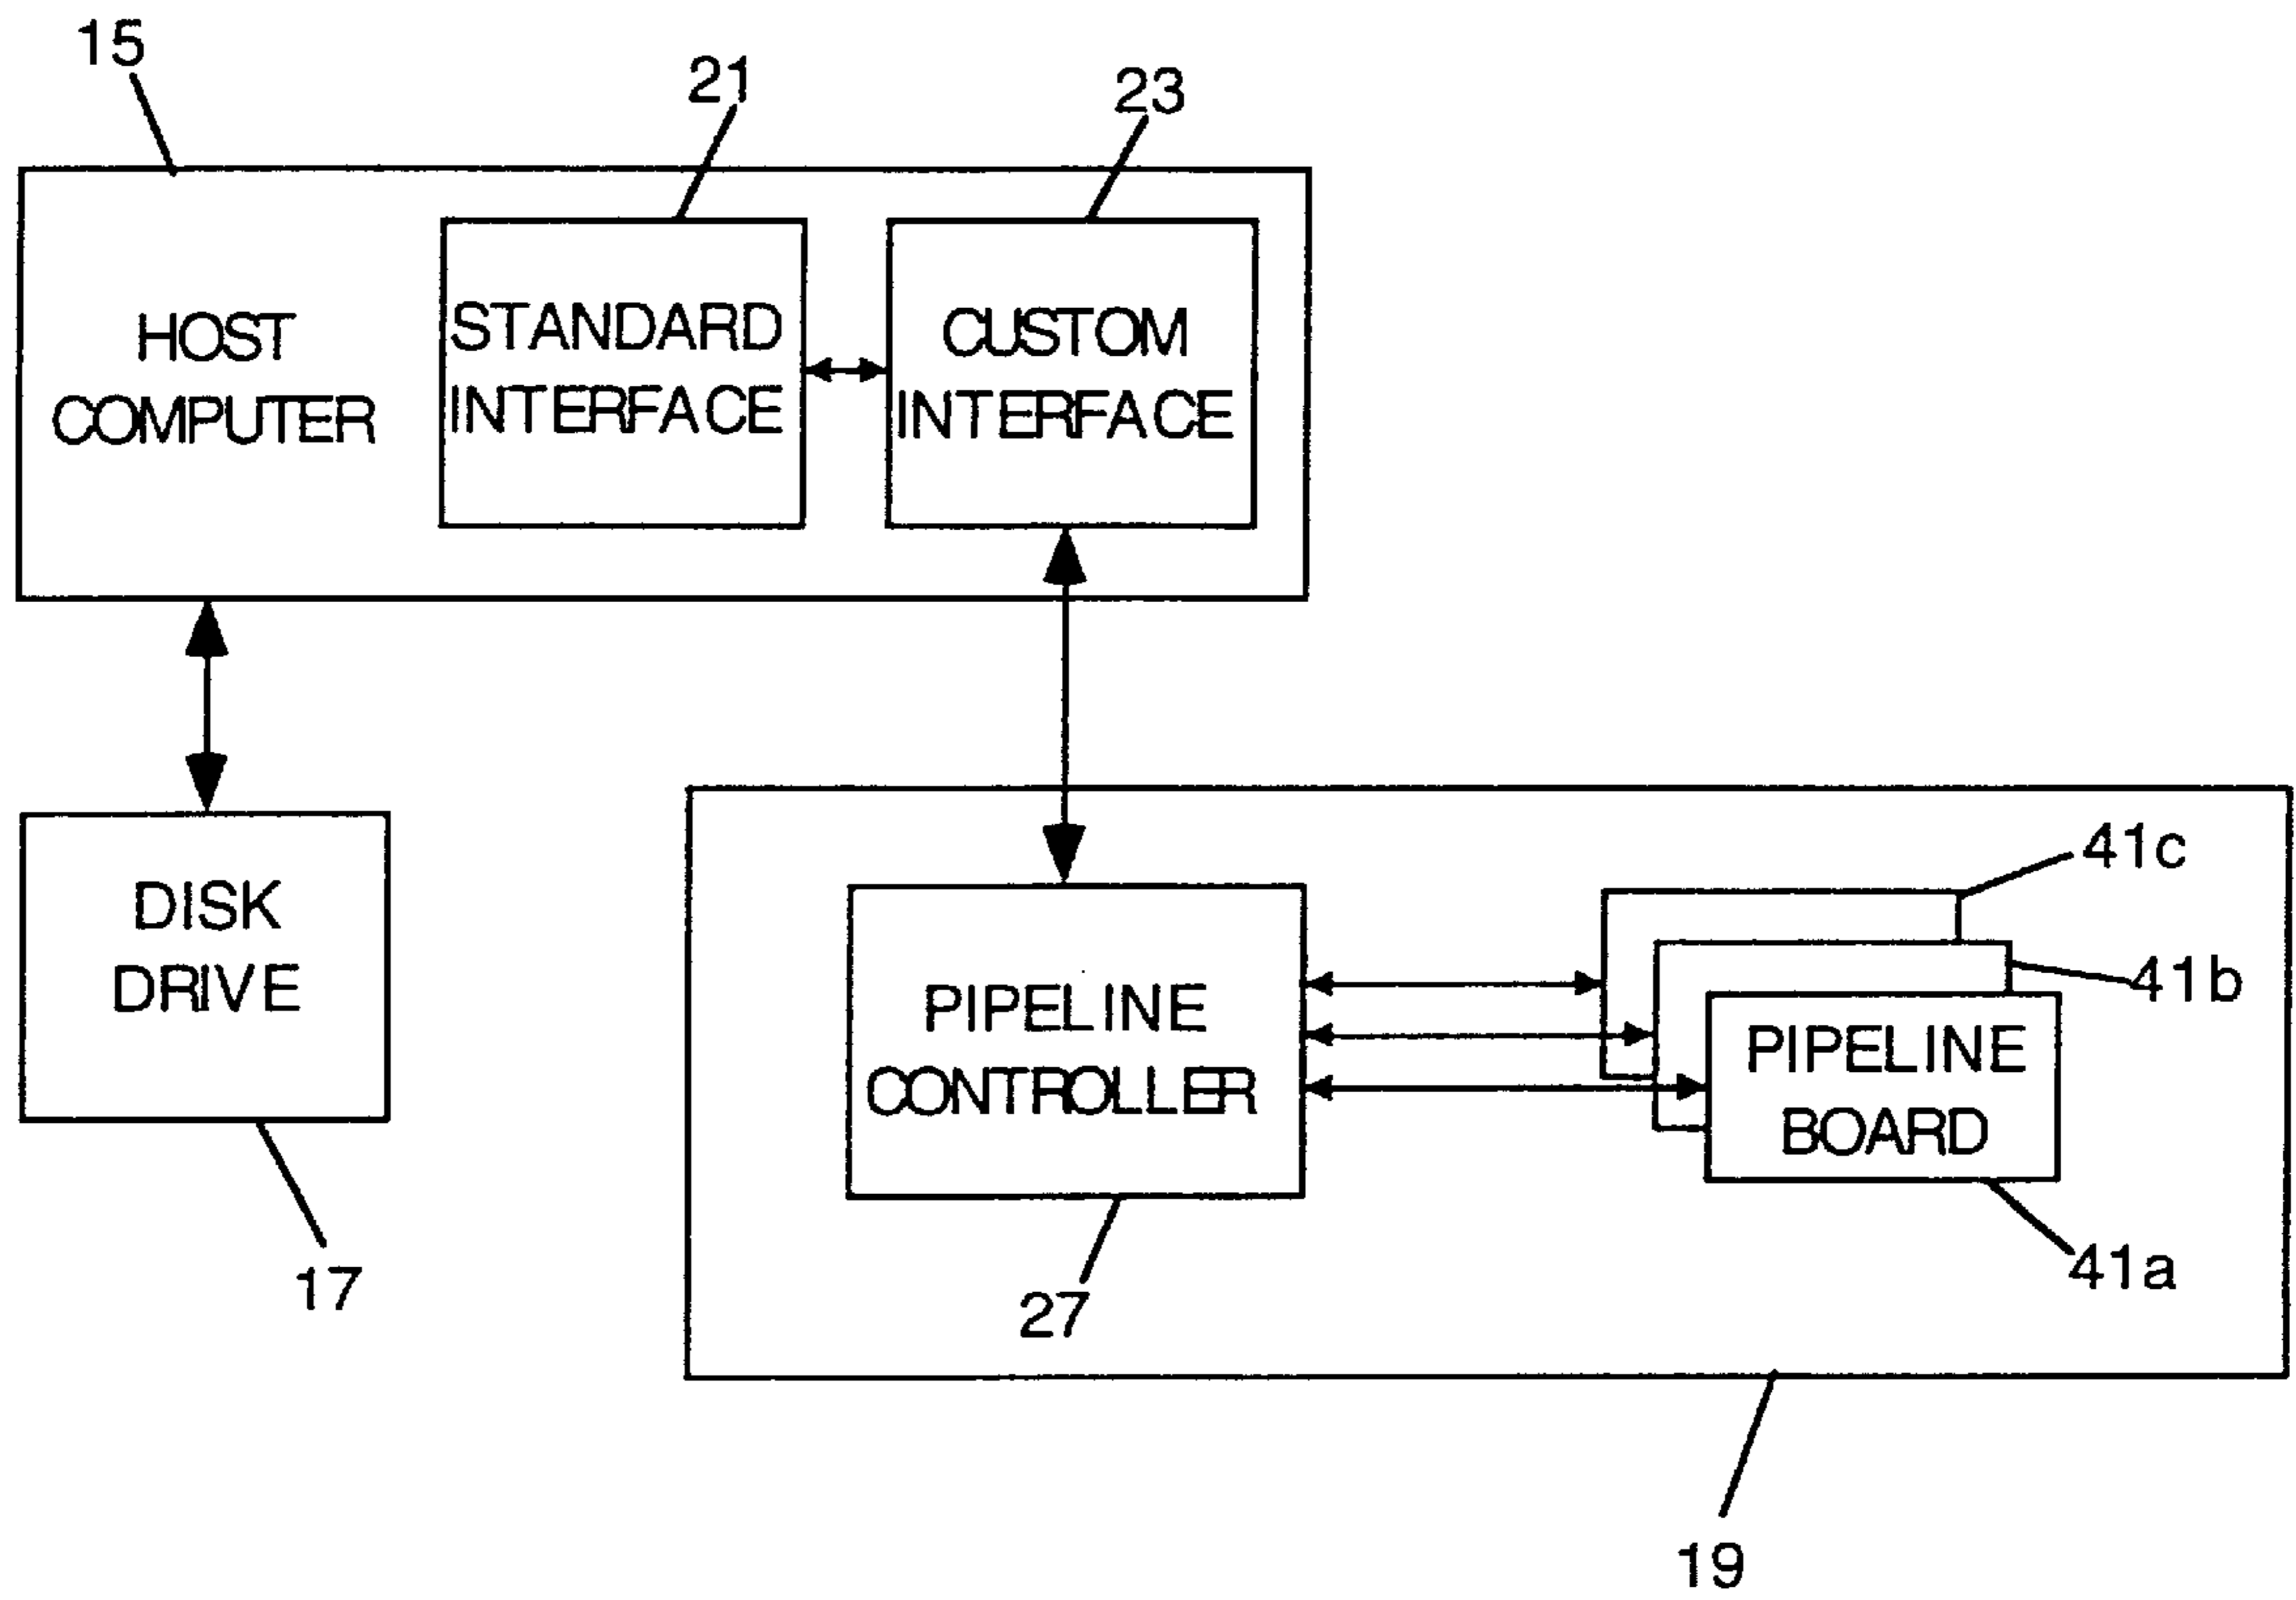 15
21
23
HOST
COMPUTER
STANDARD
INTERFACE
CUSTOM
INTERFACE
DISK
DRIVE
17
PIPELINE
CONTROLLER
27
41c
41b
PIPELINE
BOARD
41a
19